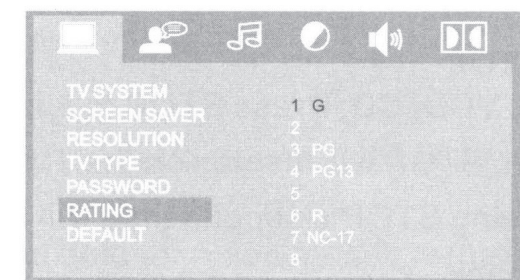 TV SYSTEM
SCREEN SAVER
RESOLUTION
TV TYPE
PASSWORD
RATING
DEFAULT
1 G
2
3 PG
4 PG13
5
6 R
7 NC-17
8